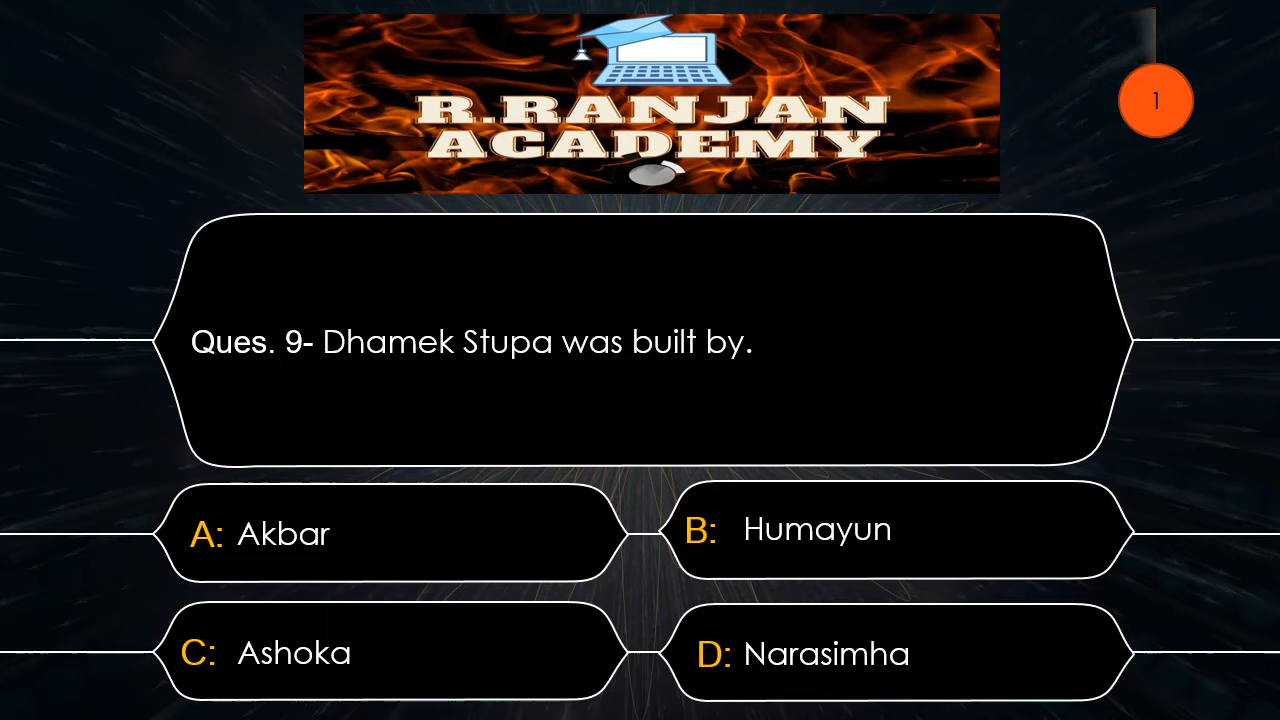 R.RANJAN
ACADEMY
1
Ques. 9- Dhamek Stupa was built by.
A: Akbar
B: Humayun
C: Ashoka
D: Narasimha